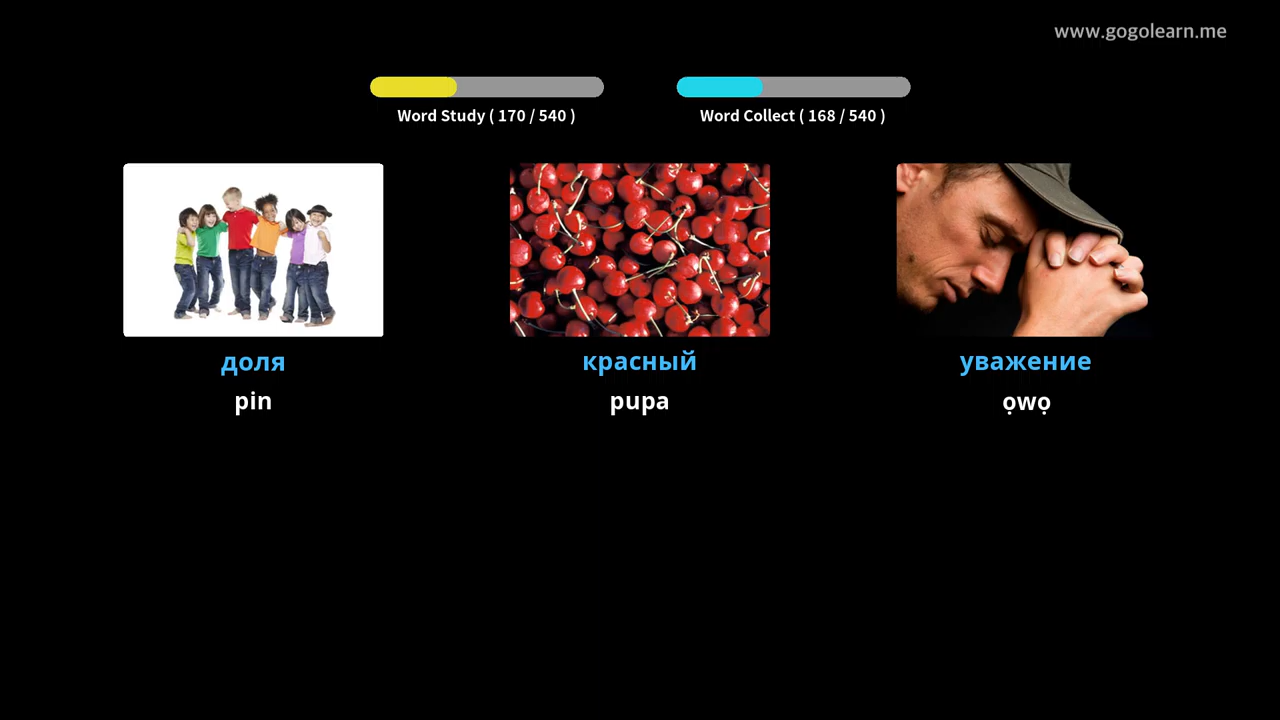 www.gogolearn.me
Word Study ( 170 / 540 )
Word Collect ( 168 / 540 )
доля
красный
уважение
pin
pupa
ọwọ